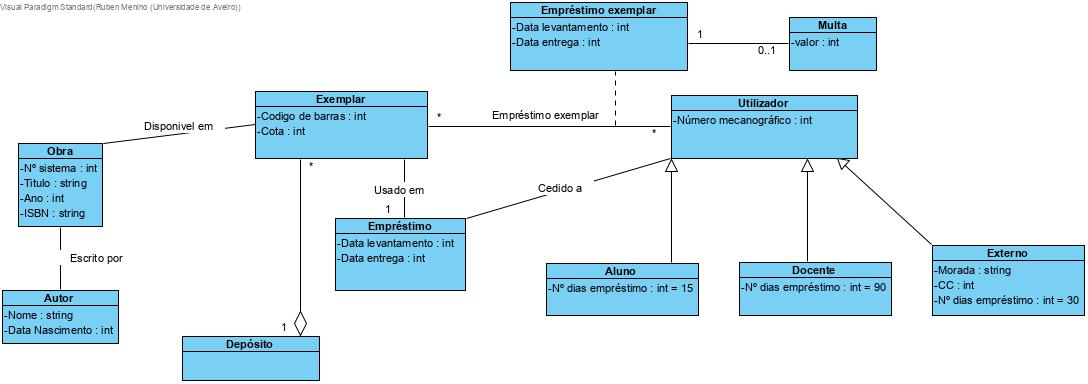 Visual Paradigm Standard(Ruben Menino (Universidade de Aveiro))
Empréstimo exemplar
-Data levantamento : int
-Data entrega : int
1
0..1
Multa
-valor : int
Exemplar
-Codigo de barras : int
-Cota : int
*
Empréstimo exemplar
*
Utilizador
-Número mecanográfico : int
Disponivel em
Obra
-Nº sistema : int
-Titulo : string
-Ano : int
-ISBN : string
*
Usado em
1
Cedido a
Empréstimo
-Data levantamento : int
-Data entrega : int
Escrito por
Autor
-Nome : string
-Data Nascimento : int
Aluno
-Nº dias empréstimo : int = 15
Docente
-Nº dias empréstimo : int = 90
Externo
-Morada : string
-CC : int
-Nº dias empréstimo : int = 30
1
Depósito